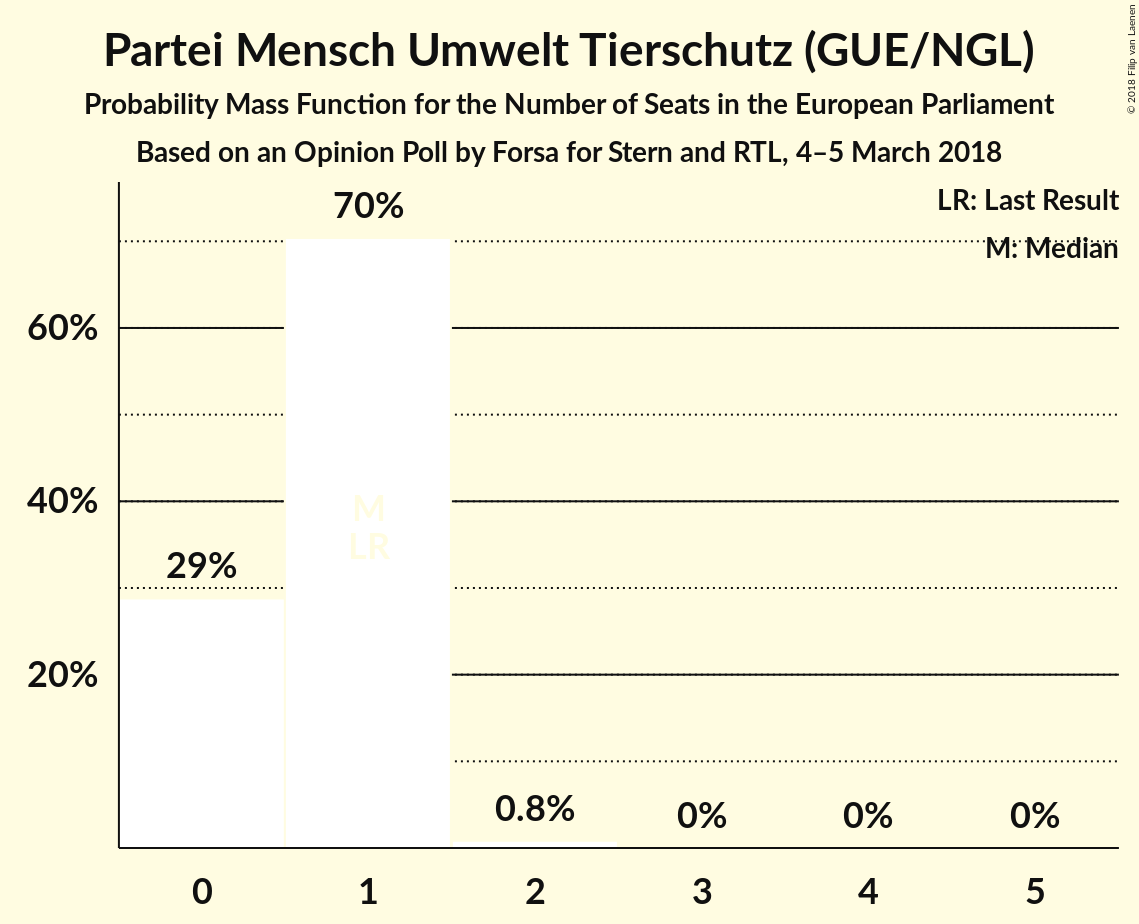 Partei Mensch Umwelt Tierschutz (GUE/NGL)
Probability Mass Function for the Number of Seats in the European Parliament
Based on an Opinion Poll by Forsa for Stern and RTL, 4–5 March 2018
© 2018 Filip van Laenen
LR: Last Result
M: Median
70%
60%
40%
M
LR
29%
20%
0.8%
0%
0%
0%
0 1 2 3 4 5